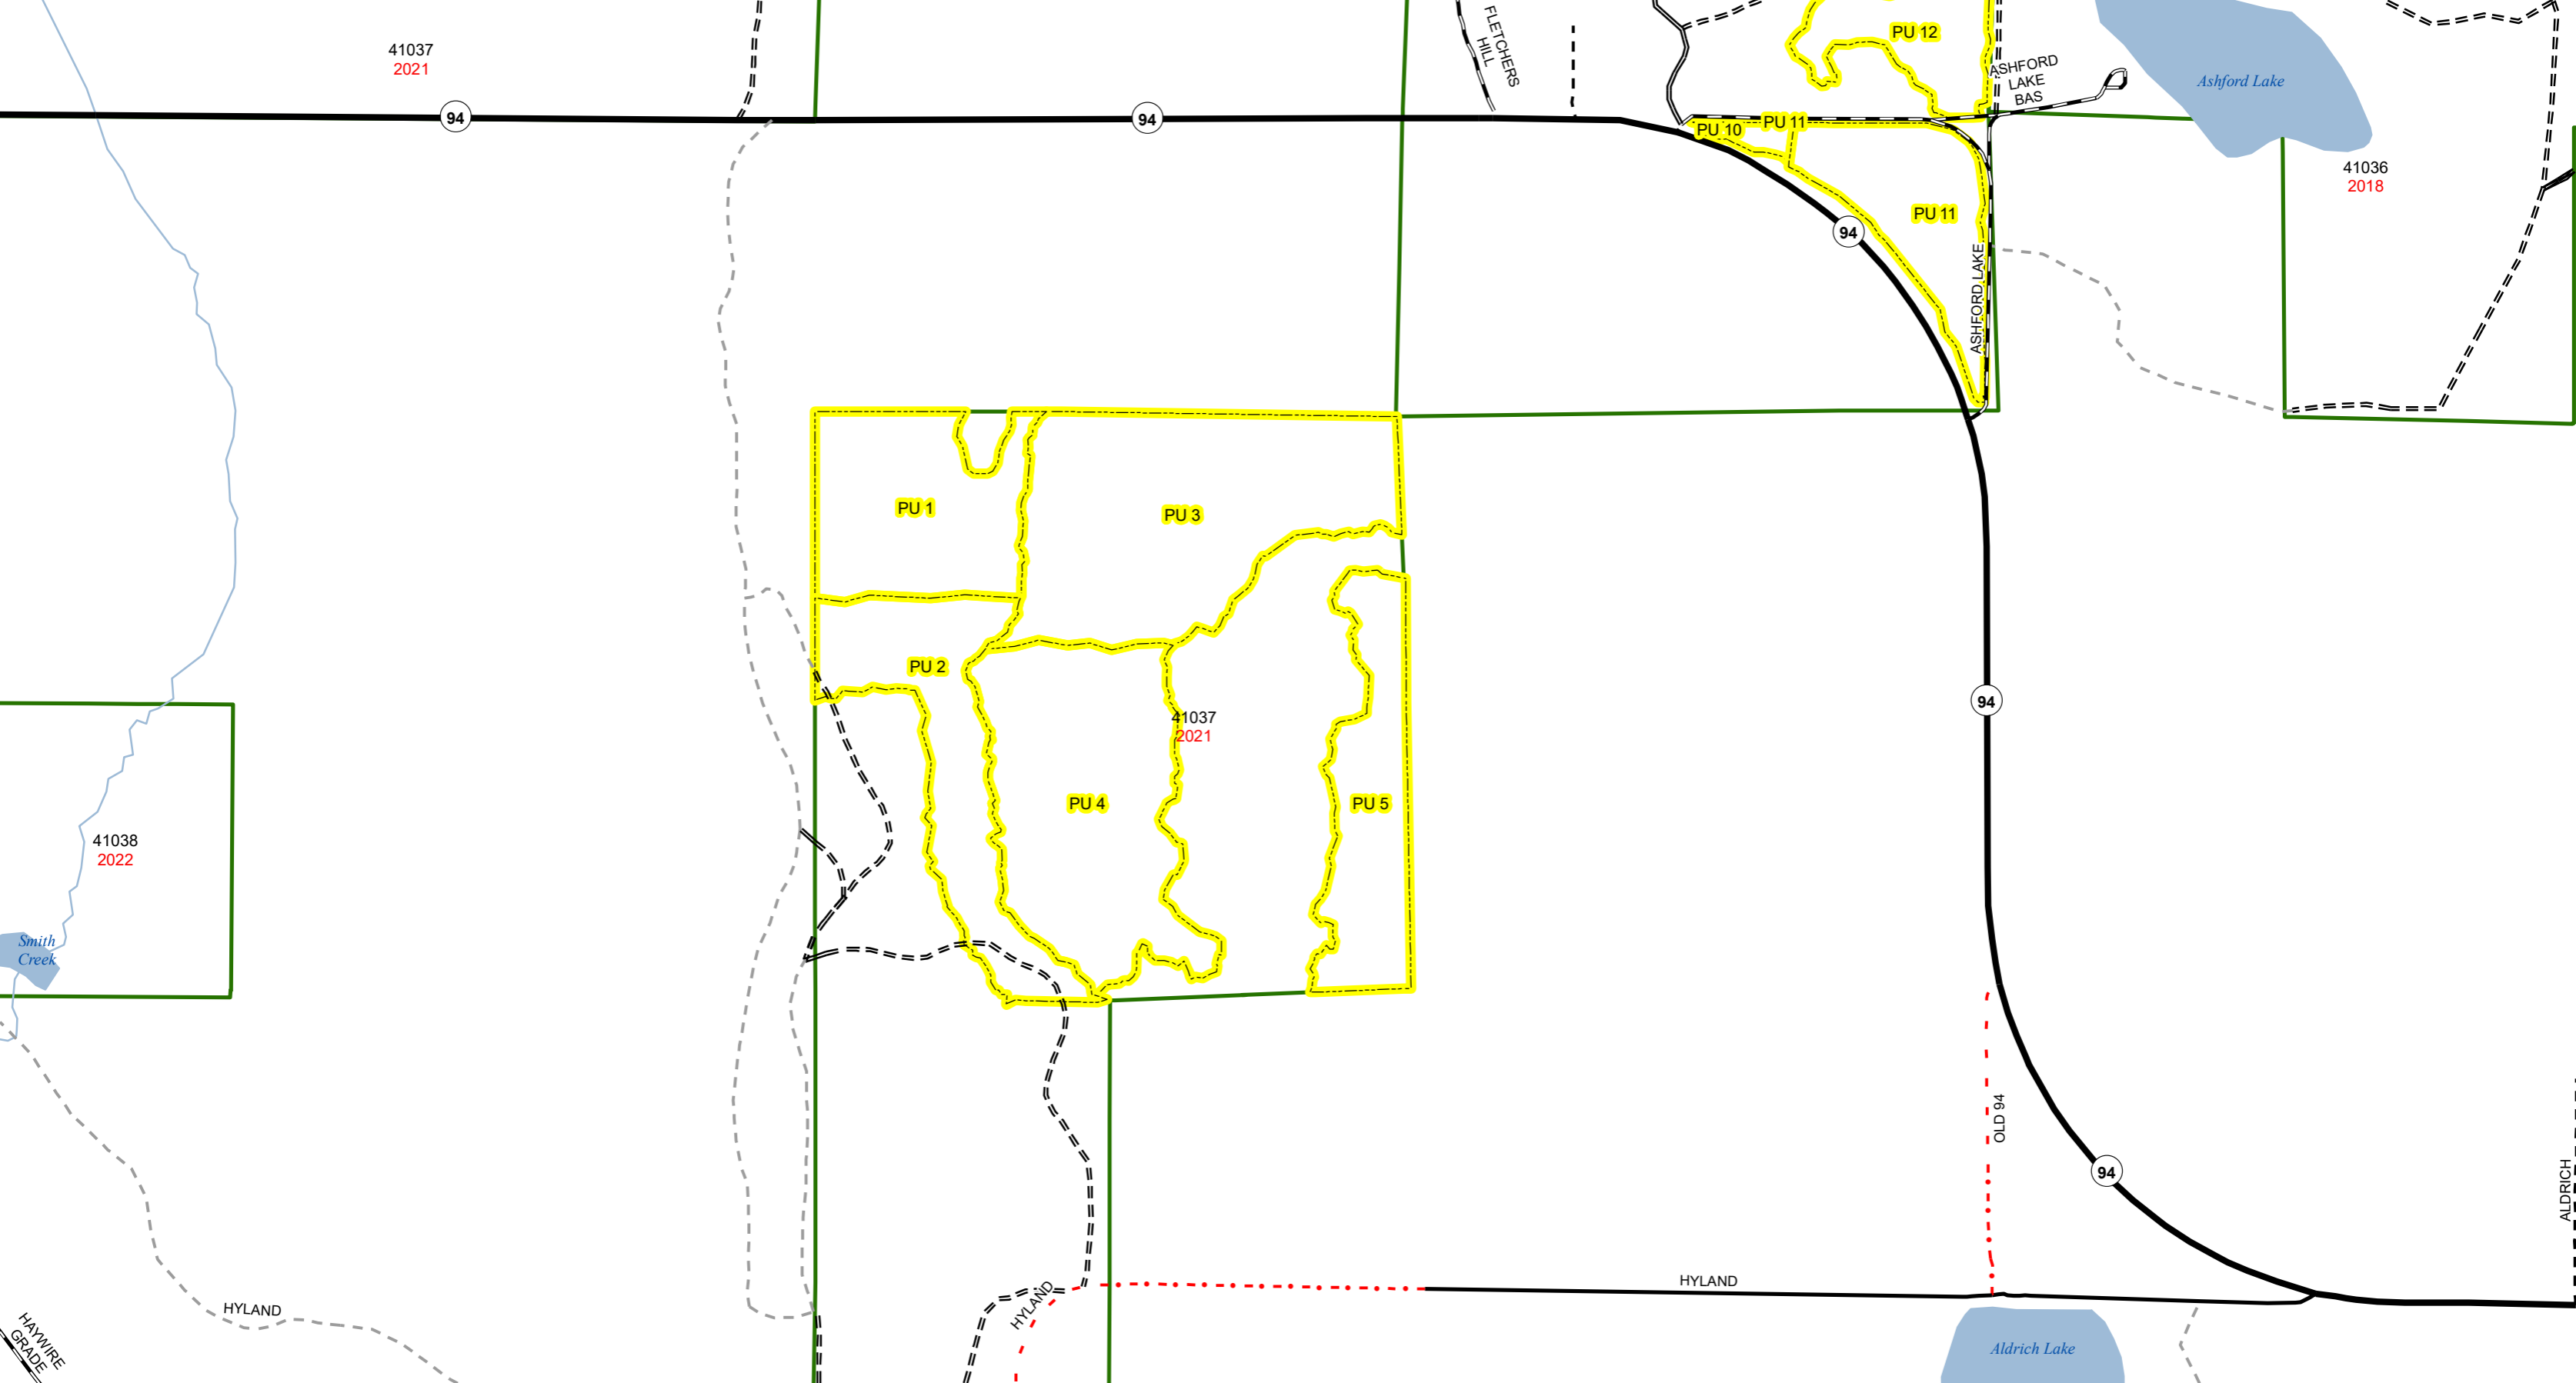 41037
2021
FLETCHERS
HILL
PU 12
ASHFORD
LAKE
BAS
Ashford Lake
94
94
PU 10
PU 11
41036
2018
PU 11
94
ASHFORD LAKE
PU 1
PU 3
PU 2
94
41037
2021
PU 4
PU 5
41038
2022
Smith
Creek
OLD 94
94
ALDRICH
HYLAND
HYLAND
HYLAND
HAYWIRE
GRADE
Aldrich Lake